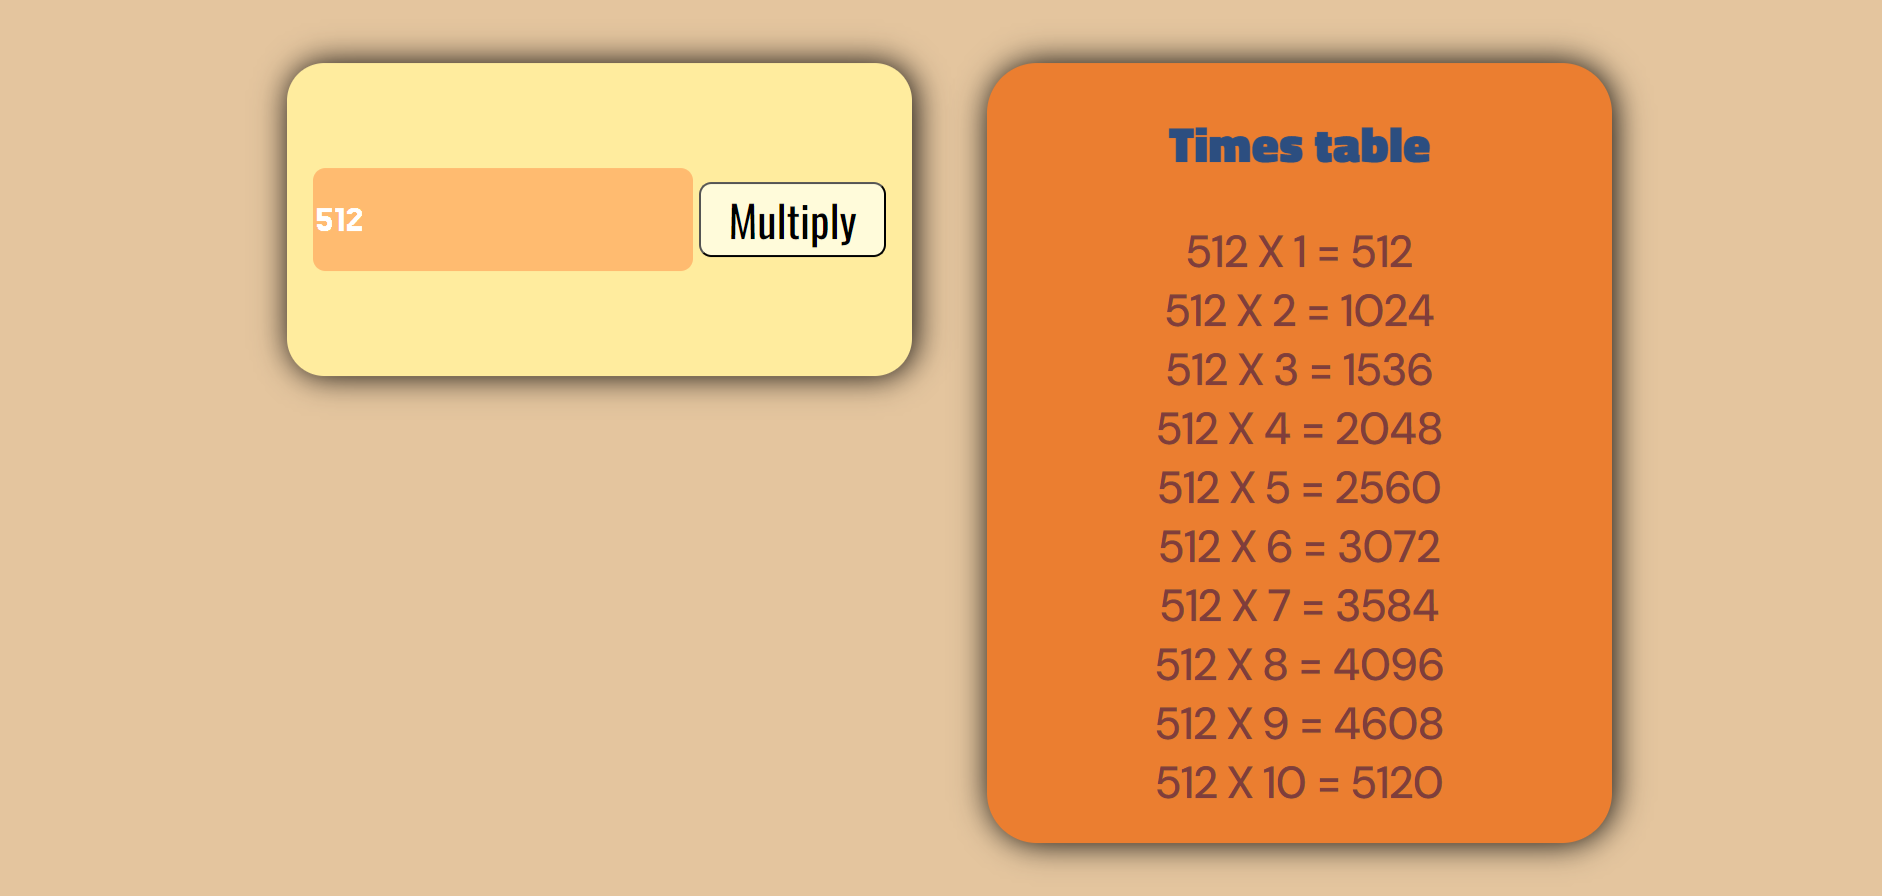 512
Multiply
Times table
512 X 1 = 512
512 X 2 = 1024
512 X 3 = 1536
512 X 4 = 2048
512 X 5 = 2560
512 X 6 = 3072
512 X 7 = 3584
512 X 8 = 4096
512 X 9 = 4608
512 X 10 = 5120